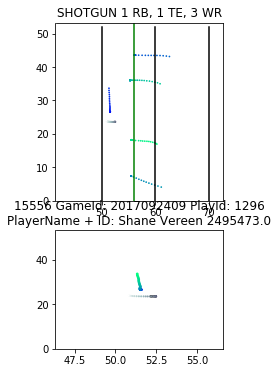 SHOTGUN 1 RB, 1 TE, 3 WR
50
40
30
20
10
0
50 60 70
15556 GameId: 2017092409 PlayId: 1296
PlayerName + ID: Shane Vereen 2495473.0
40
20
0
47.5 50.0 52.5 55.0